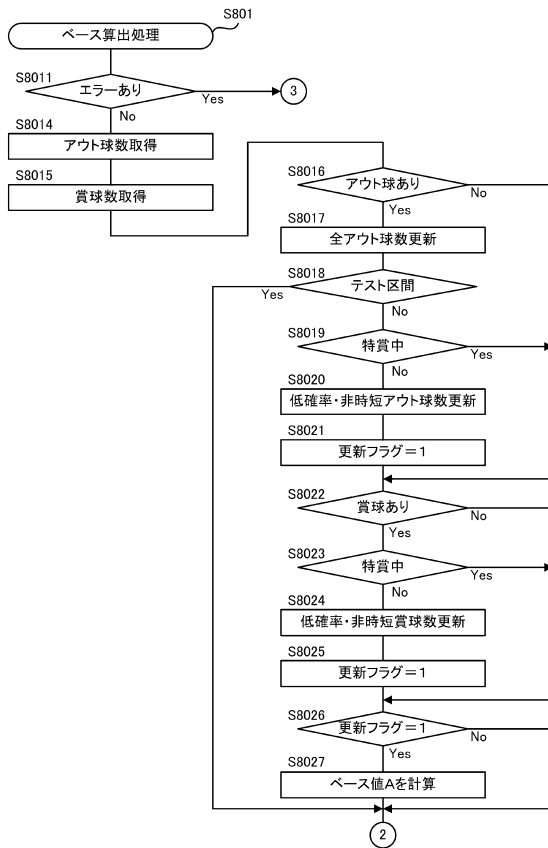 S801
ベース算出処理
S8011
エラーあり
Yes
3
No
S8014
アウト球数取得
S8015
賞球数取得
S8016
アウト球あり
No
Yes
S8017
全アウト球数更新
S8018
テスト区間
Yes
No
S8019
特賞中
Yes
No
S8020
低確率・非時短アウト球数更新
S8021
更新フラグ＝1
S8022
賞球あり
No
Yes
S8023
特賞中
Yes
No
S8024
低確率・非時短賞球数更新
S8025
更新フラグ＝1
S8026
更新フラグ＝1
No
Yes
S8027
ベース値Aを計算
2